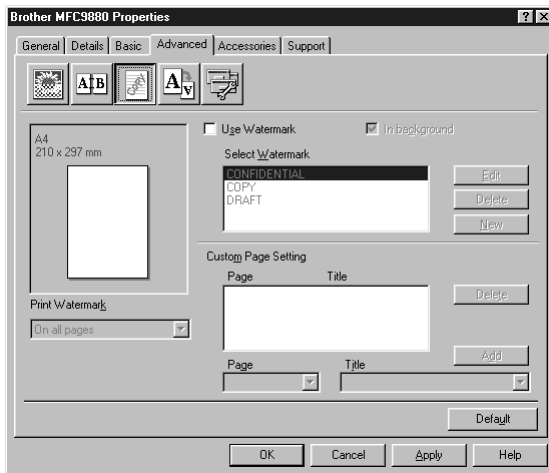 Brother MFC9880 Properties
General Details Basic Advanced Accessories Support
A B copy A A
A4
210 x 297 mm
Use Watermark In background
Select Watermark
CONFIDENTIAL
COPY
DRAFT
Edit
Delete
New
Print Watermark
On all pages
Custom Page Setting
Page Title
Delete
Add
Page Title
Default
OK Cancel Apply Help